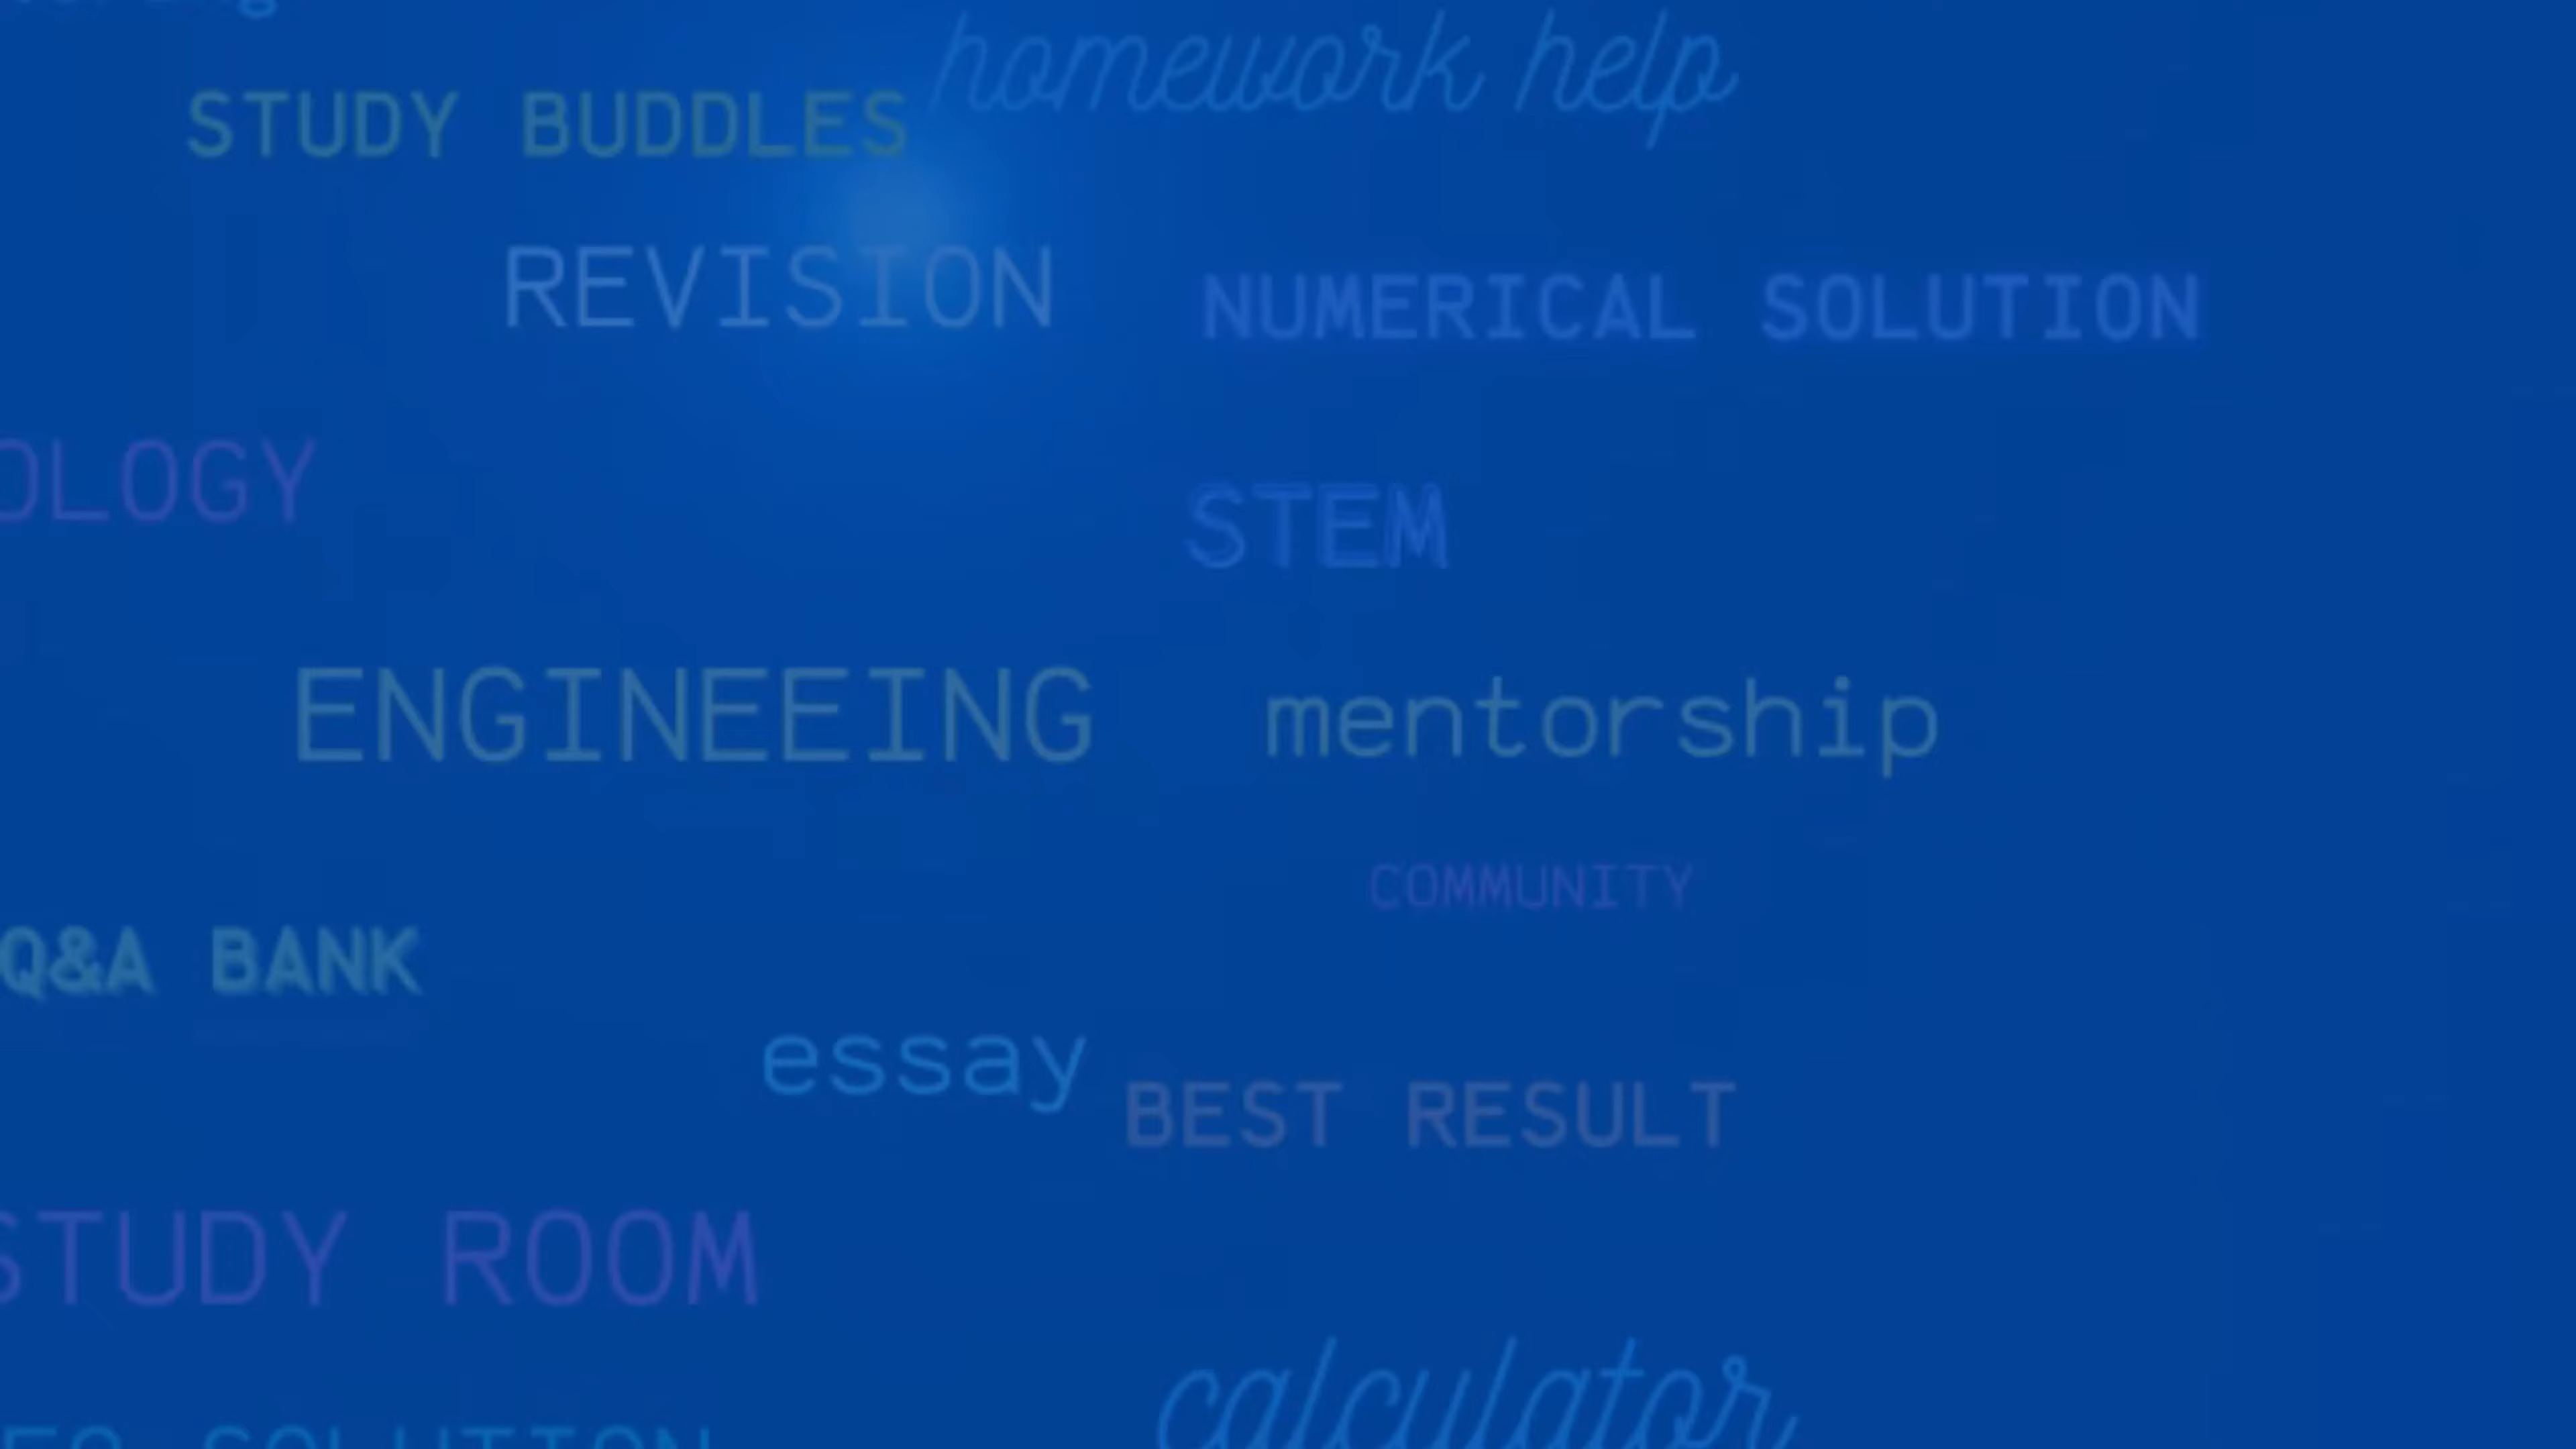 homework help
STUDY BUDDLES
REVISION
NUMERICAL SOLUTION
OLOGY
STEM
ENGINEEING
mentorship
COMMUNITY
Q&A BANK
essay
BEST RESULT
STUDY ROOM
calculator
SOLUTION